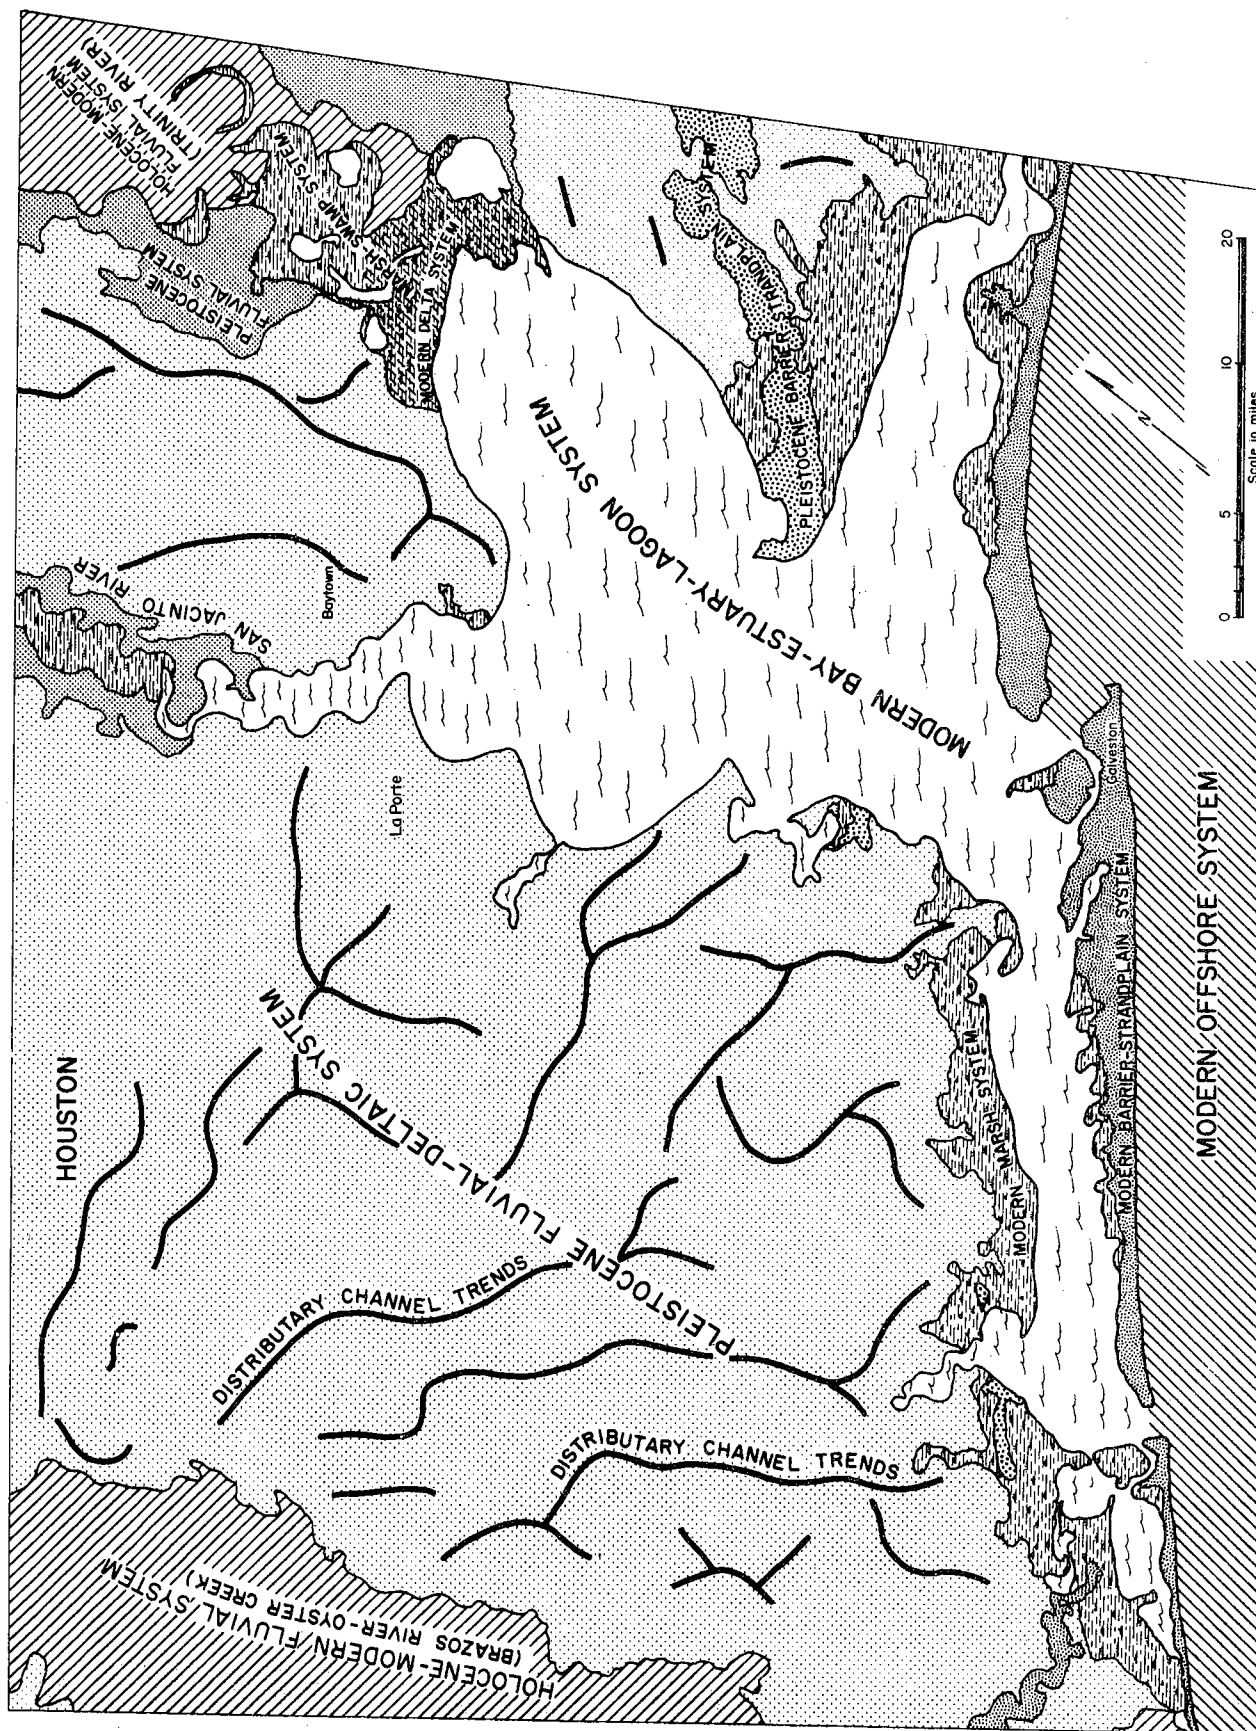 HOLOCENE-MODERN
FLUVIAL SYSTEM
(TRINITY RIVER)
PLEISTOCENE
FLUVIAL SYSTEM
MARSH-SWAMP SYSTEM
MODERN DELTA SYSTEM
SAN JACINTO RIVER
Baytown
PLEISTOCENE BARRIER STRANDPLAIN SYSTEM
MODERN BAY-ESTUARY-LAGOON SYSTEM
La Porte
HOUSTON
Galveston
PLEISTOCENE FLUVIAL-DELTAIC SYSTEM
DISTRIBUTARY CHANNEL TRENDS
DISTRIBUTARY CHANNEL TRENDS
MODERN MARSH SYSTEM
MODERN BARRIER-STRANDPLAIN SYSTEM
MODERN OFFSHORE SYSTEM
HOLOCENE-MODERN FLUVIAL SYSTEM
(BRAZOS RIVER-OYSTER CREEK)
N
0 5 10 20
Scale in miles